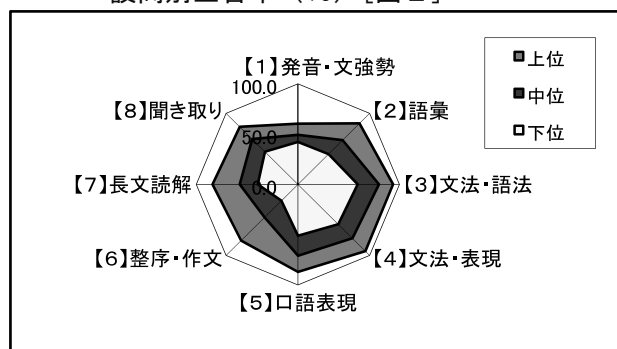 【1】発音・文強勢
100.0
【8】聞き取り
【2】語彙
50.0
【7】長文読解
0.0
【3】文法・語法
【6】整序・作文
【4】文法・表現
【5】口語表現
上位
中位
下位